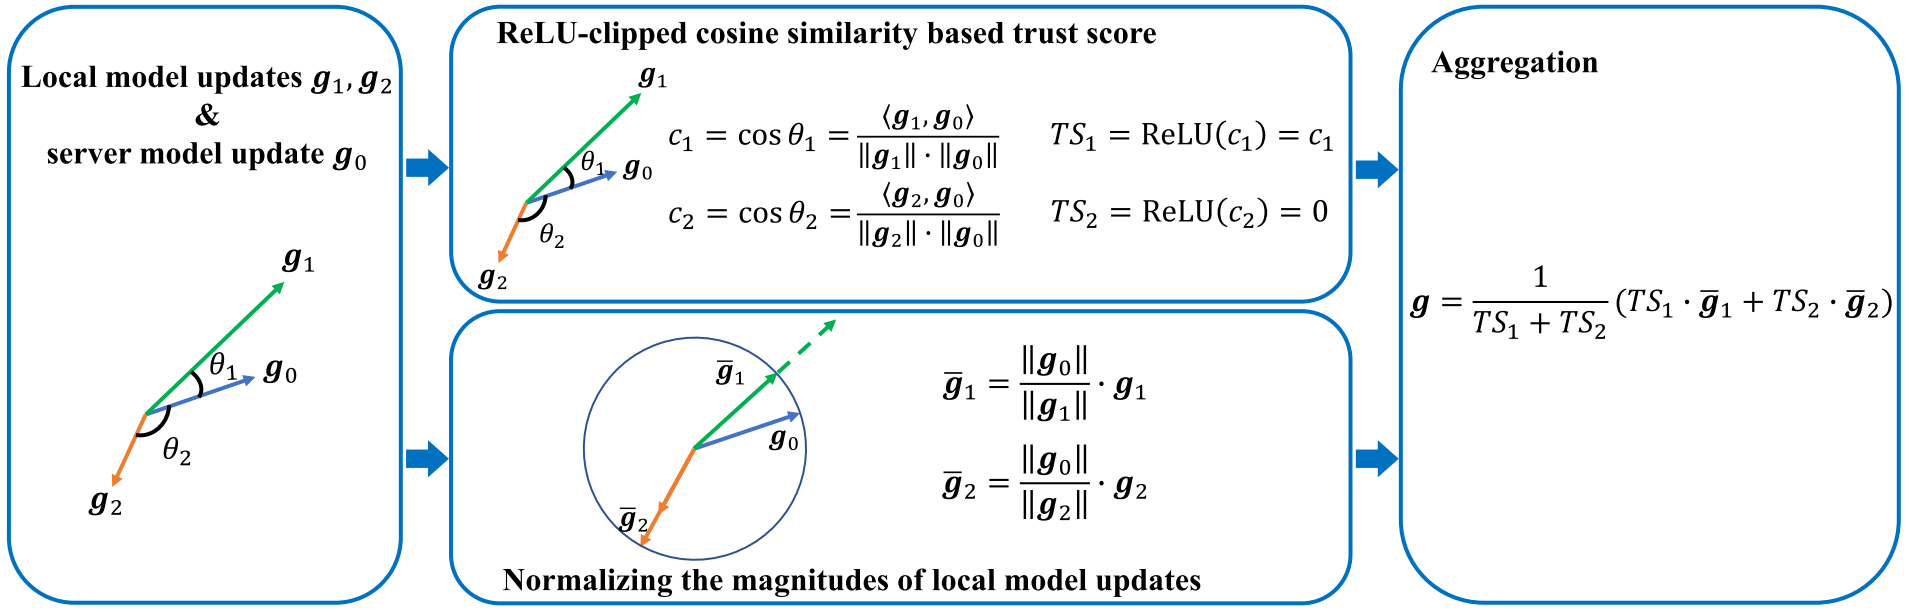 Local model updates g₁, g₂
&
server model update g₀
g₁
θ₁
g₀
θ₂
g₂
ReLU-clipped cosine similarity based trust score
g₁
θ₁
g₀
θ₂
g₂
c₁ = cos θ₁ = ⟨g₁, g₀⟩ / ‖g₁‖ · ‖g₀‖
TS₁ = ReLU(c₁) = c₁
c₂ = cos θ₂ = ⟨g₂, g₀⟩ / ‖g₂‖ · ‖g₀‖
TS₂ = ReLU(c₂) = 0
ḡ₁
g₀
ḡ₂
ḡ₁ = ‖g₀‖ / ‖g₁‖ · g₁
ḡ₂ = ‖g₀‖ / ‖g₂‖ · g₂
Normalizing the magnitudes of local model updates
Aggregation
g = 1 / TS₁ + TS₂ (TS₁ · ḡ₁ + TS₂ · ḡ₂)